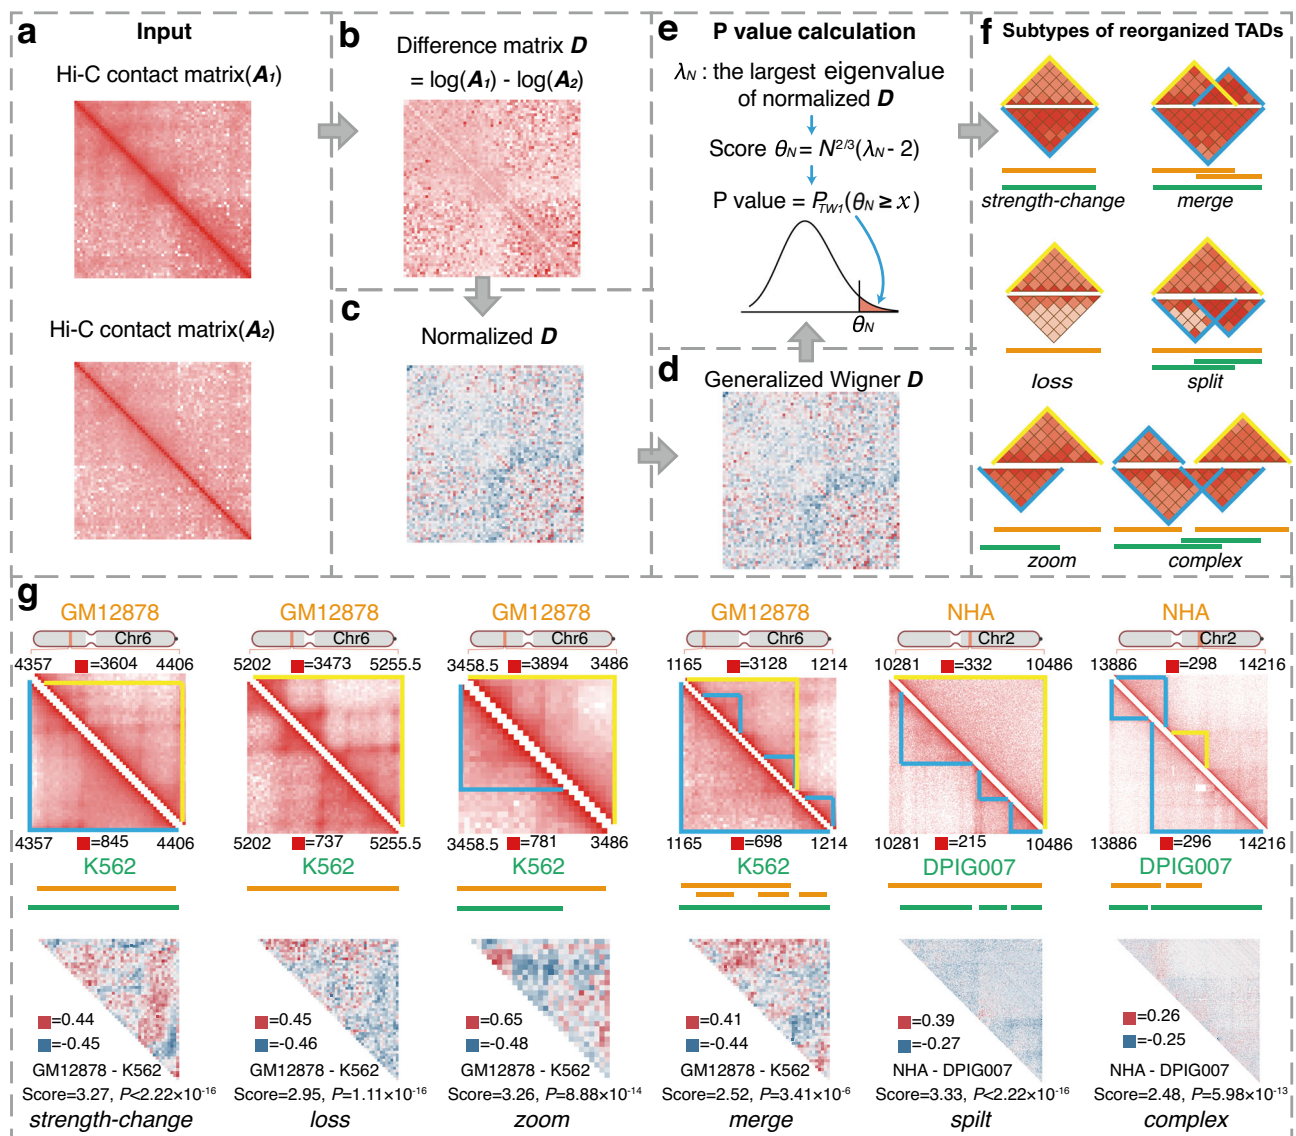 a
Input
Hi-C contact matrix(A1)
Hi-C contact matrix(A2)
b
Difference matrix D
= log(A1) - log(A2)
c
Normalized D
d
Generalized Wigner D
e
P value calculation
λN : the largest eigenvalue
of normalized D
Score θN = N^2/3(λN - 2)
P value = PTW1(θN ≥ x)
θN
f
Subtypes of reorganized TADs
strength-change
merge
loss
split
zoom
complex
g
GM12878
GM12878
GM12878
GM12878
NHA
NHA
Chr6
Chr6
Chr6
Chr6
Chr2
Chr2
4357 =3604 4406
5202 =3473 5255.5
3458.5 =3894 3486
1165 =3128 1214
10281 =332 10486
13886 =298 14216
4357 =845 4406
5202 =737 5255.5
3458.5 =781 3486
1165 =698 1214
10281 =215 10486
13886 =296 14216
K562
K562
K562
K562
DPIG007
DPIG007
=0.44
=-0.45
GM12878 - K562
Score=3.27, P<2.22×10-16
strength-change
=0.45
=-0.46
GM12878 - K562
Score=2.95, P=1.11×10-16
loss
=0.65
=-0.48
GM12878 - K562
Score=3.26, P=8.88×10-14
zoom
=0.41
=-0.44
GM12878 - K562
Score=2.52, P=3.41×10-6
merge
=0.39
=-0.27
NHA - DPIG007
Score=3.33, P<2.22×10-16
spilt
=0.26
=-0.25
NHA - DPIG007
Score=2.48, P=5.98×10-13
complex